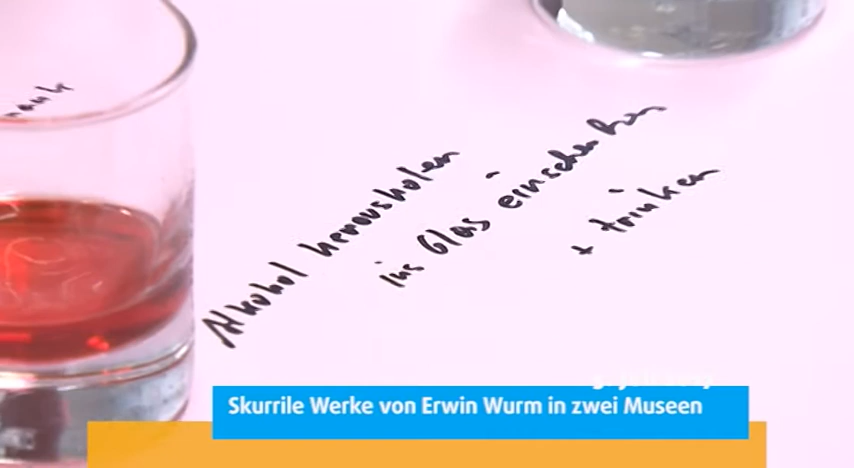 Alkohol herausholen
ins Glas einschenken
+ trinken
Skurrile Werke von Erwin Wurm in zwei Museen